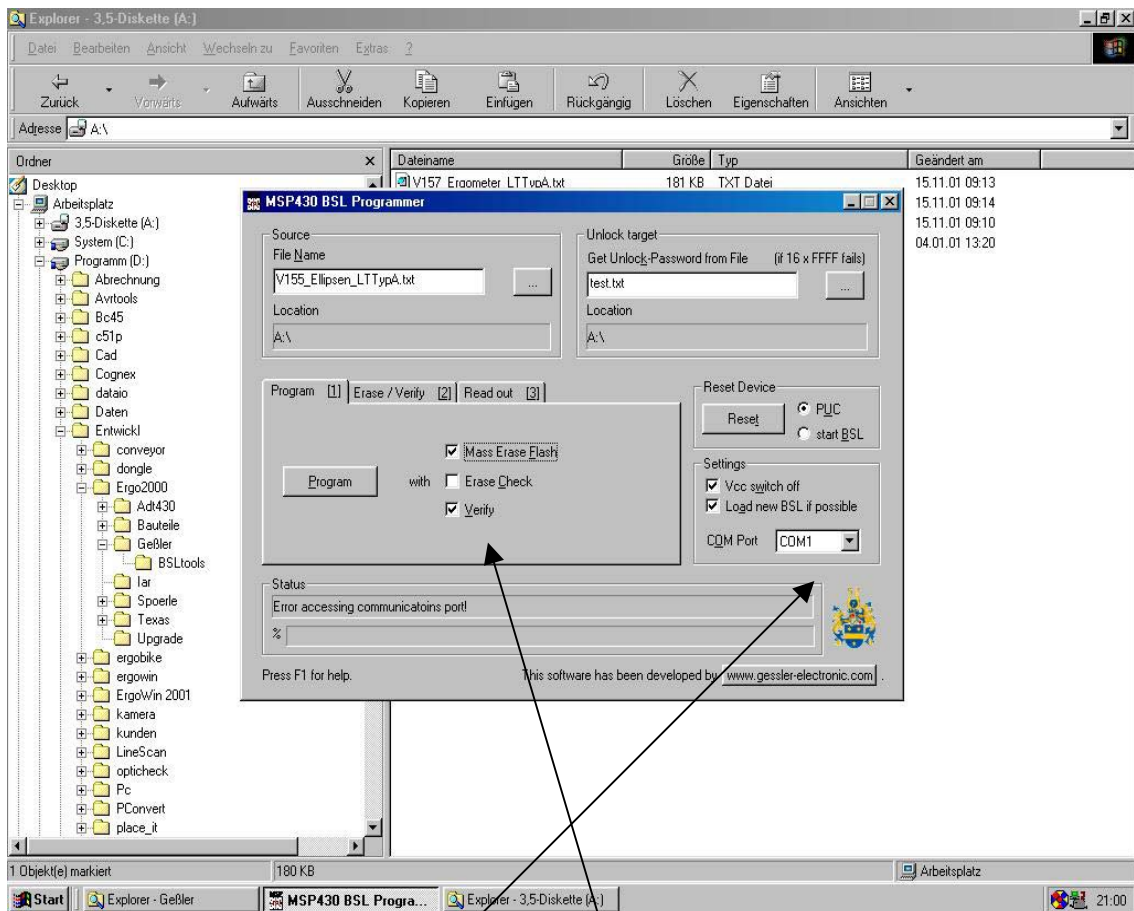 Explorer - 3,5-Diskette (A:)
Datei Bearbeiten Ansicht Wechseln zu Favoriten Extras ?
Zurück Vorwärts Aufwärts Ausschneiden Kopieren Einfügen Rückgängig Löschen Eigenschaften Ansichten
Adresse A:\
Ordner
Desktop
Arbeitsplatz
3,5-Diskette (A:)
System (C:)
Programm (D:)
Abrechnung
Avrtools
Bc45
c51p
Cad
Cognex
dataio
Daten
Entwickl
conveyor
dongle
Ergo2000
Adt430
Bauteile
Geßler
BSLtools
Iar
Spoerle
Texas
Upgrade
ergobike
ergowin
ErgoWin 2001
kamera
kunden
LineScan
opticheck
Pc
PConvert
place_it
Dateiname Größe Typ Geändert am
V157_Ergometer_LTTypA.txt 181 KB TXT Datei 15.11.01 09:13
15.11.01 09:14
15.11.01 09:10
04.01.01 13:20
MSP430 BSL Programmer
Source
File Name
V155_Ellipsen_LTTypA.txt ...
Location
A:\
Unlock target
Get Unlock-Password from File (if 16 x FFFF fails)
test.txt ...
Location
A:\
Program [1] Erase / Verify [2] Read out [3]
Mass Erase Flash
Program with Erase Check
Verify
Reset Device
Reset PUC
start BSL
Settings
Vcc switch off
Load new BSL if possible
COM Port COM1
Status
Error accessing communicatoins port!
%
Press F1 for help. This software has been developed by www.gessler-electronic.com .
1 Objekt(e) markiert 180 KB Arbeitsplatz
Start Explorer - Geßler MSP430 BSL Progra... Explorer - 3,5-Diskette (A:) 21:00